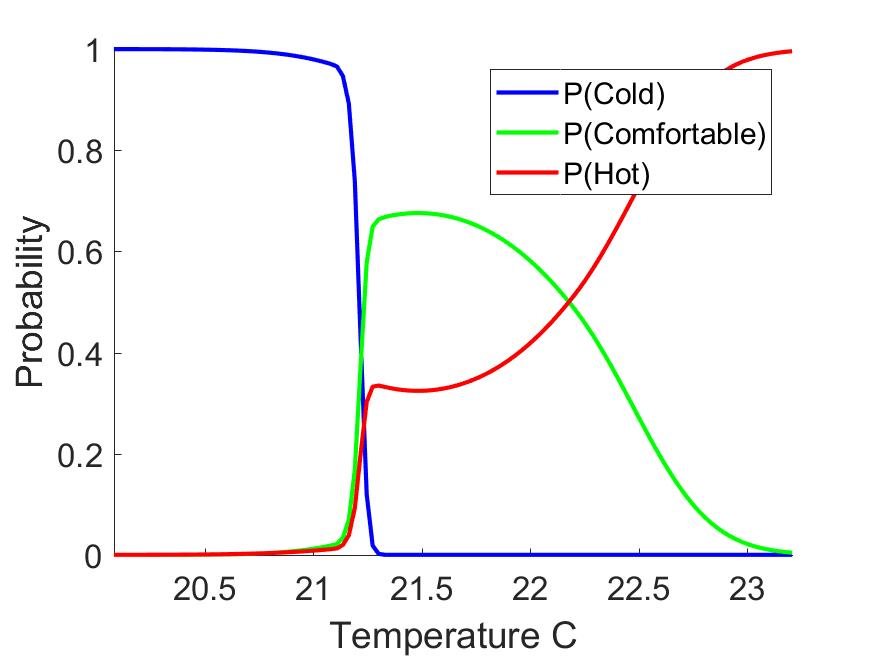 1
0.8
0.6
0.4
0.2
0
Probability
P(Cold)
P(Comfortable)
P(Hot)
20.5 21 21.5 22 22.5 23
Temperature C